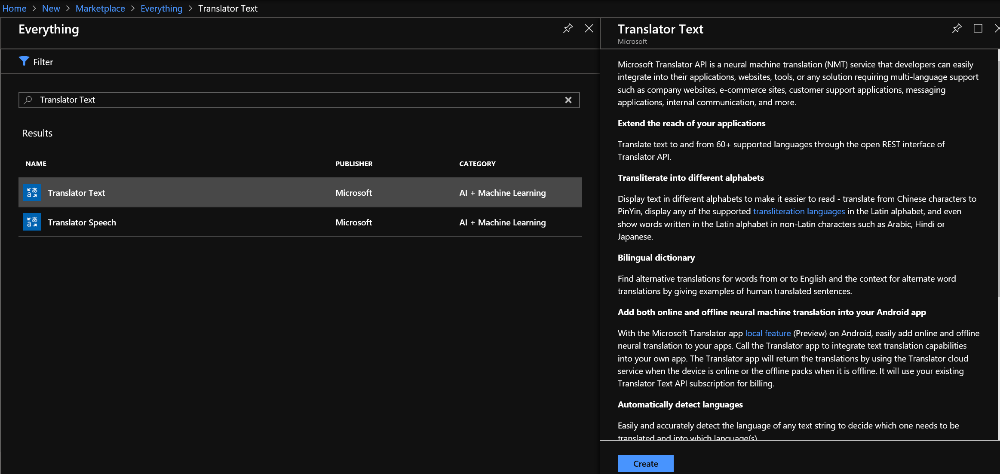 Home > New > Marketplace > Everything > Translator Text
Everything
Filter
Translator Text
Results
NAME PUBLISHER CATEGORY
Translator Text Microsoft AI + Machine Learning
Translator Speech Microsoft AI + Machine Learning
Translator Text
Microsoft
Microsoft Translator API is a neural machine translation (NMT) service that developers can easily
integrate into their applications, websites, tools, or any solution requiring multi-language support
such as company websites, e-commerce sites, customer support applications, messaging
applications, internal communication, and more.
Extend the reach of your applications
Translate text to and from 60+ supported languages through the open REST interface of
Translator API.
Transliterate into different alphabets
Display text in different alphabets to make it easier to read - translate from Chinese characters to
PinYin, display any of the supported transliteration languages in the Latin alphabet, and even
show words written in the Latin alphabet in non-Latin characters such as Arabic, Hindi or
Japanese.
Bilingual dictionary
Find alternative translations for words from or to English and the context for alternate word
translations by giving examples of human translated sentences.
Add both online and offline neural machine translation into your Android app
With the Microsoft Translator app local feature (Preview) on Android, easily add online and offline
neural translation to your apps. Call the Translator app to integrate text translation capabilities
into your own app. The Translator app will return the translations by using the Translator cloud
service when the device is online or the offline packs when it is offline. It will use your existing
Translator Text API subscription for billing.
Automatically detect languages
Easily and accurately detect the language of any text string to decide which one needs to be
translated and into which language(s)
Create